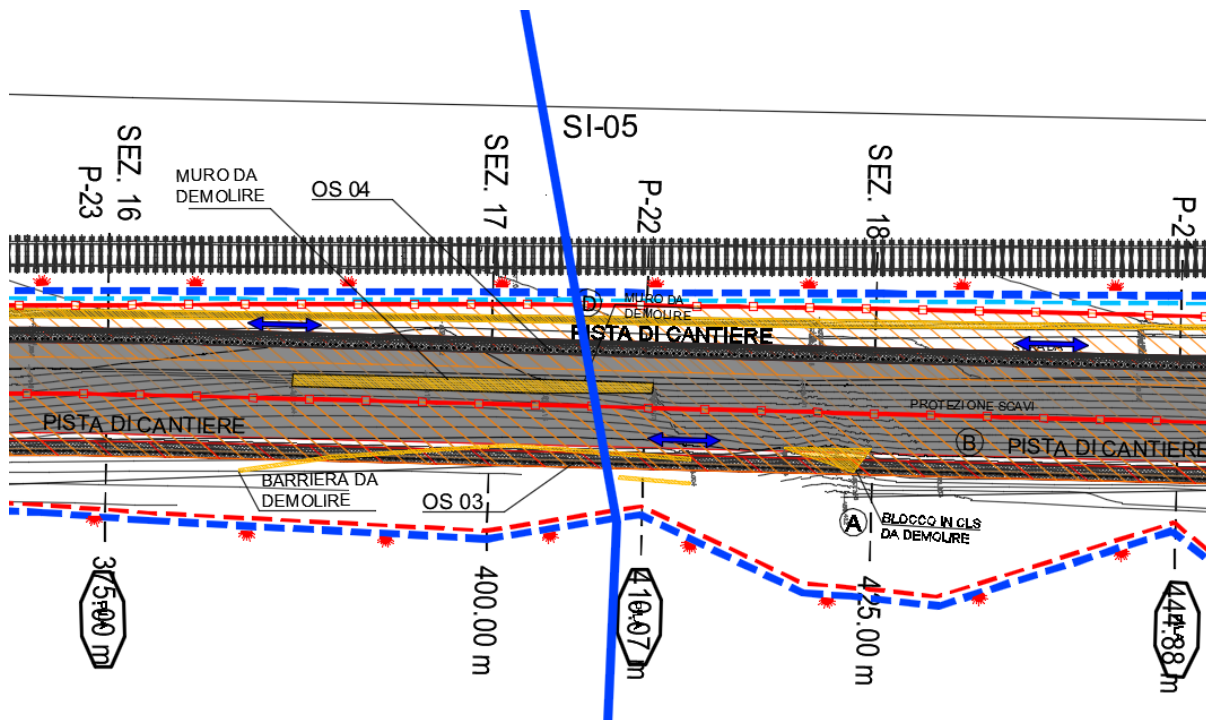 SI-05
SEZ. 16
P-23
MURO DA
DEMOLIRE
OS 04
SEZ. 17
P-22
SEZ. 18
P-2
D
MURO DA
DEMOLIRE
PISTA DI CANTIERE
PROTEZIONE SCAVI
PISTA DI CANTIERE
B
PISTA DI CANTIERE
BARRIERA DA
DEMOLIRE
OS 03
A
BLOCCO IN CLS
DA DEMOLIRE
375.00 m
400.00 m
410.07 m
425.00 m
444.88 m